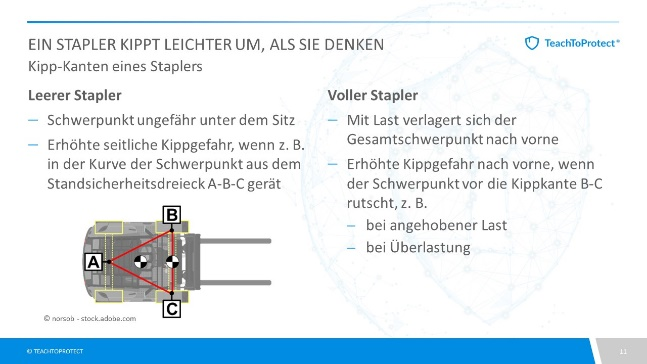 EIN STAPLER KIPPT LEICHTER UM, ALS SIE DENKEN
TeachToProtect®
Kipp-Kanten eines Staplers
Leerer Stapler
– Schwerpunkt ungefähr unter dem Sitz
– Erhöhte seitliche Kippgefahr, wenn z. B.
in der Kurve der Schwerpunkt aus dem
Standsicherheitsdreieck A-B-C gerät
Voller Stapler
– Mit Last verlagert sich der
Gesamtschwerpunkt nach vorne
– Erhöhte Kippgefahr nach vorne, wenn
der Schwerpunkt vor die Kippkante B-C
rutscht, z. B.
– bei angehobener Last
– bei Überlastung
B
A
C
© norsob - stock.adobe.com
© TEACHTOPROTECT